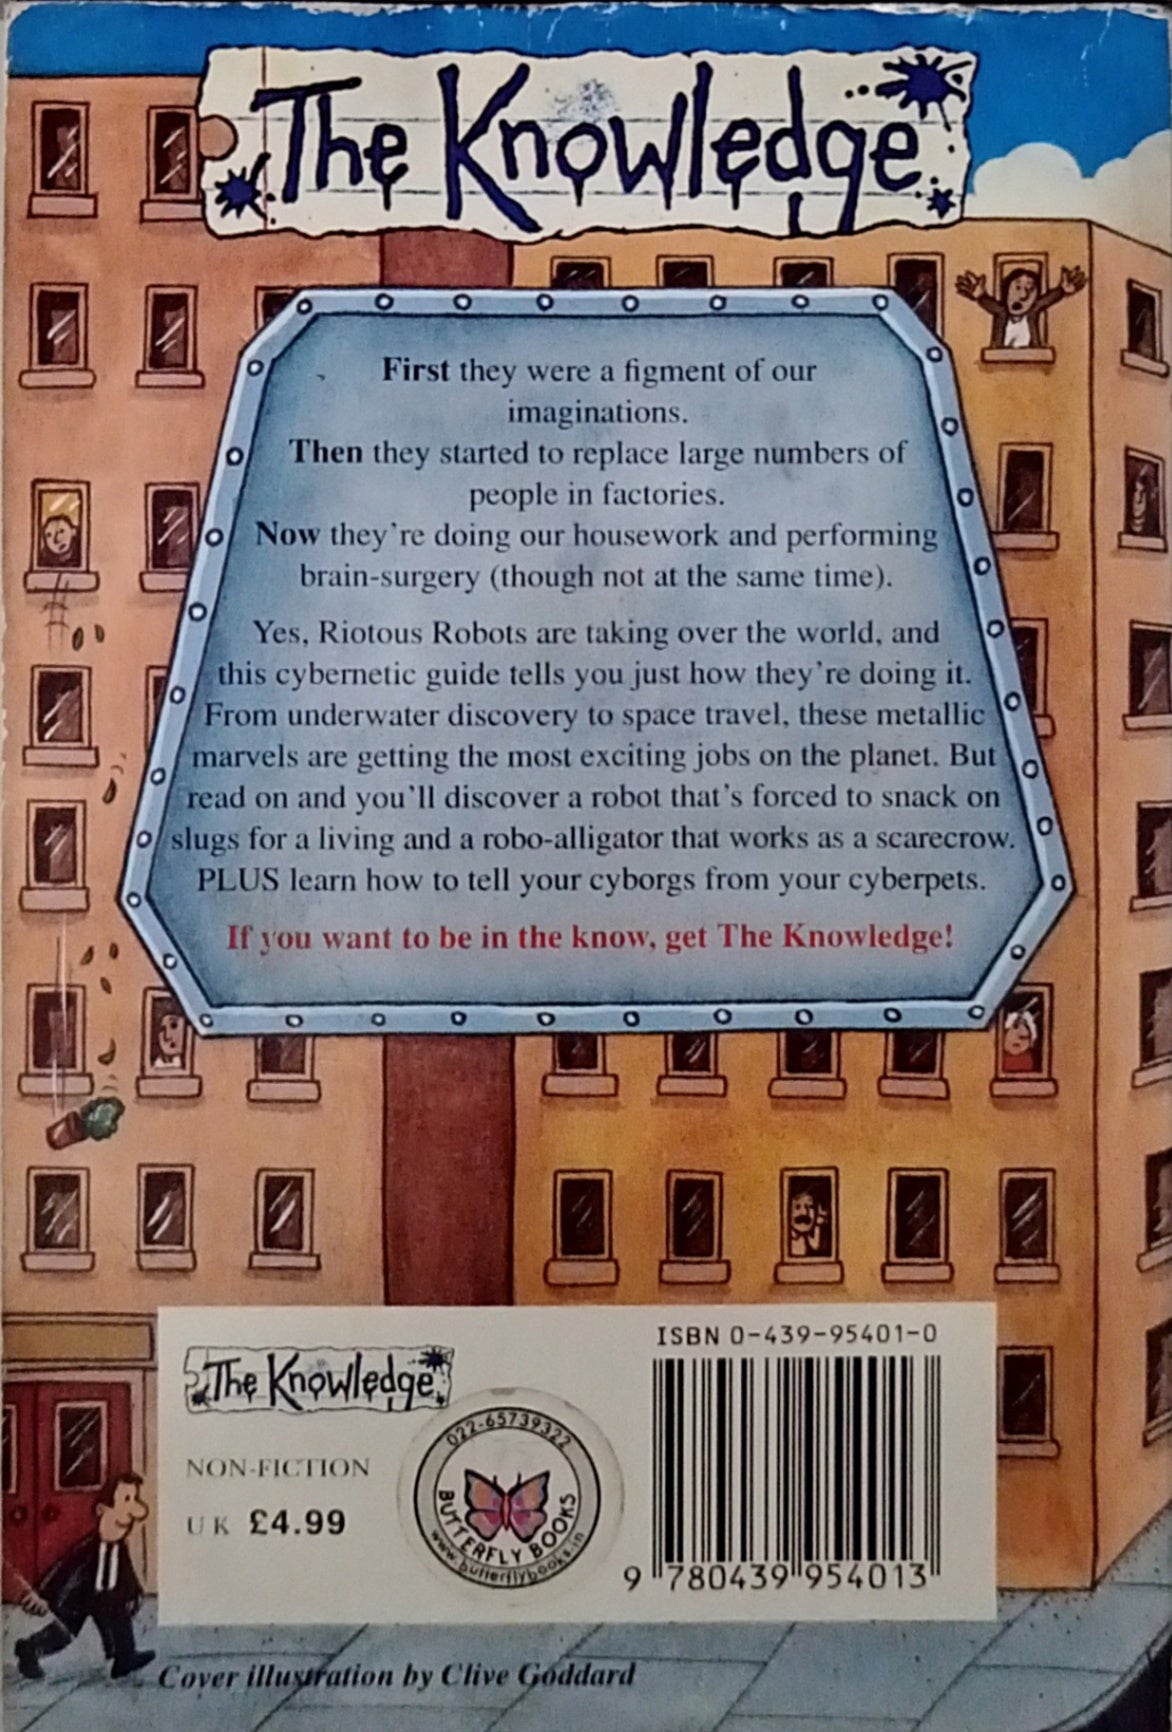 The Knowledge
First they were a figment of our
imaginations.
Then they started to replace large numbers of
people in factories.
Now they're doing our housework and performing
brain-surgery (though not at the same time).
Yes, Riotous Robots are taking over the world, and
this cybernetic guide tells you just how they're doing it.
From underwater discovery to space travel, these metallic
marvels are getting the most exciting jobs on the planet. But
read on and you'll discover a robot that's forced to snack on
slugs for a living and a robo-alligator that works as a scarecrow.
PLUS learn how to tell your cyborgs from your cyberpets.
If you want to be in the know, get The Knowledge!
The Knowledge
NON-FICTION
UK £4.99
022-65739322
BUTTERFLY BOOKS
www.butterflybooks.in
ISBN 0-439-95401-0
9 780439 954013
Cover illustration by Clive Goddard